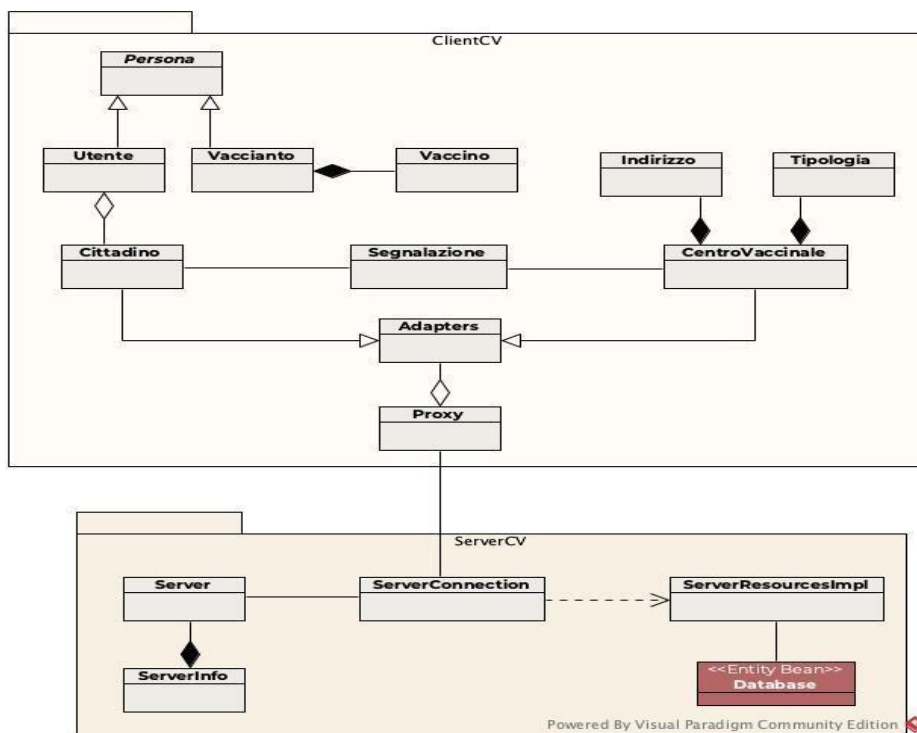 ClientCV
Persona
Utente
Vaccianto
Vaccino
Indirizzo
Tipologia
Cittadino
Segnalazione
CentroVaccinale
Adapters
Proxy
ServerCV
Server
ServerConnection
ServerResourcesImpl
ServerInfo
<<Entity Bean>>
Database
Powered By Visual Paradigm Community Edition